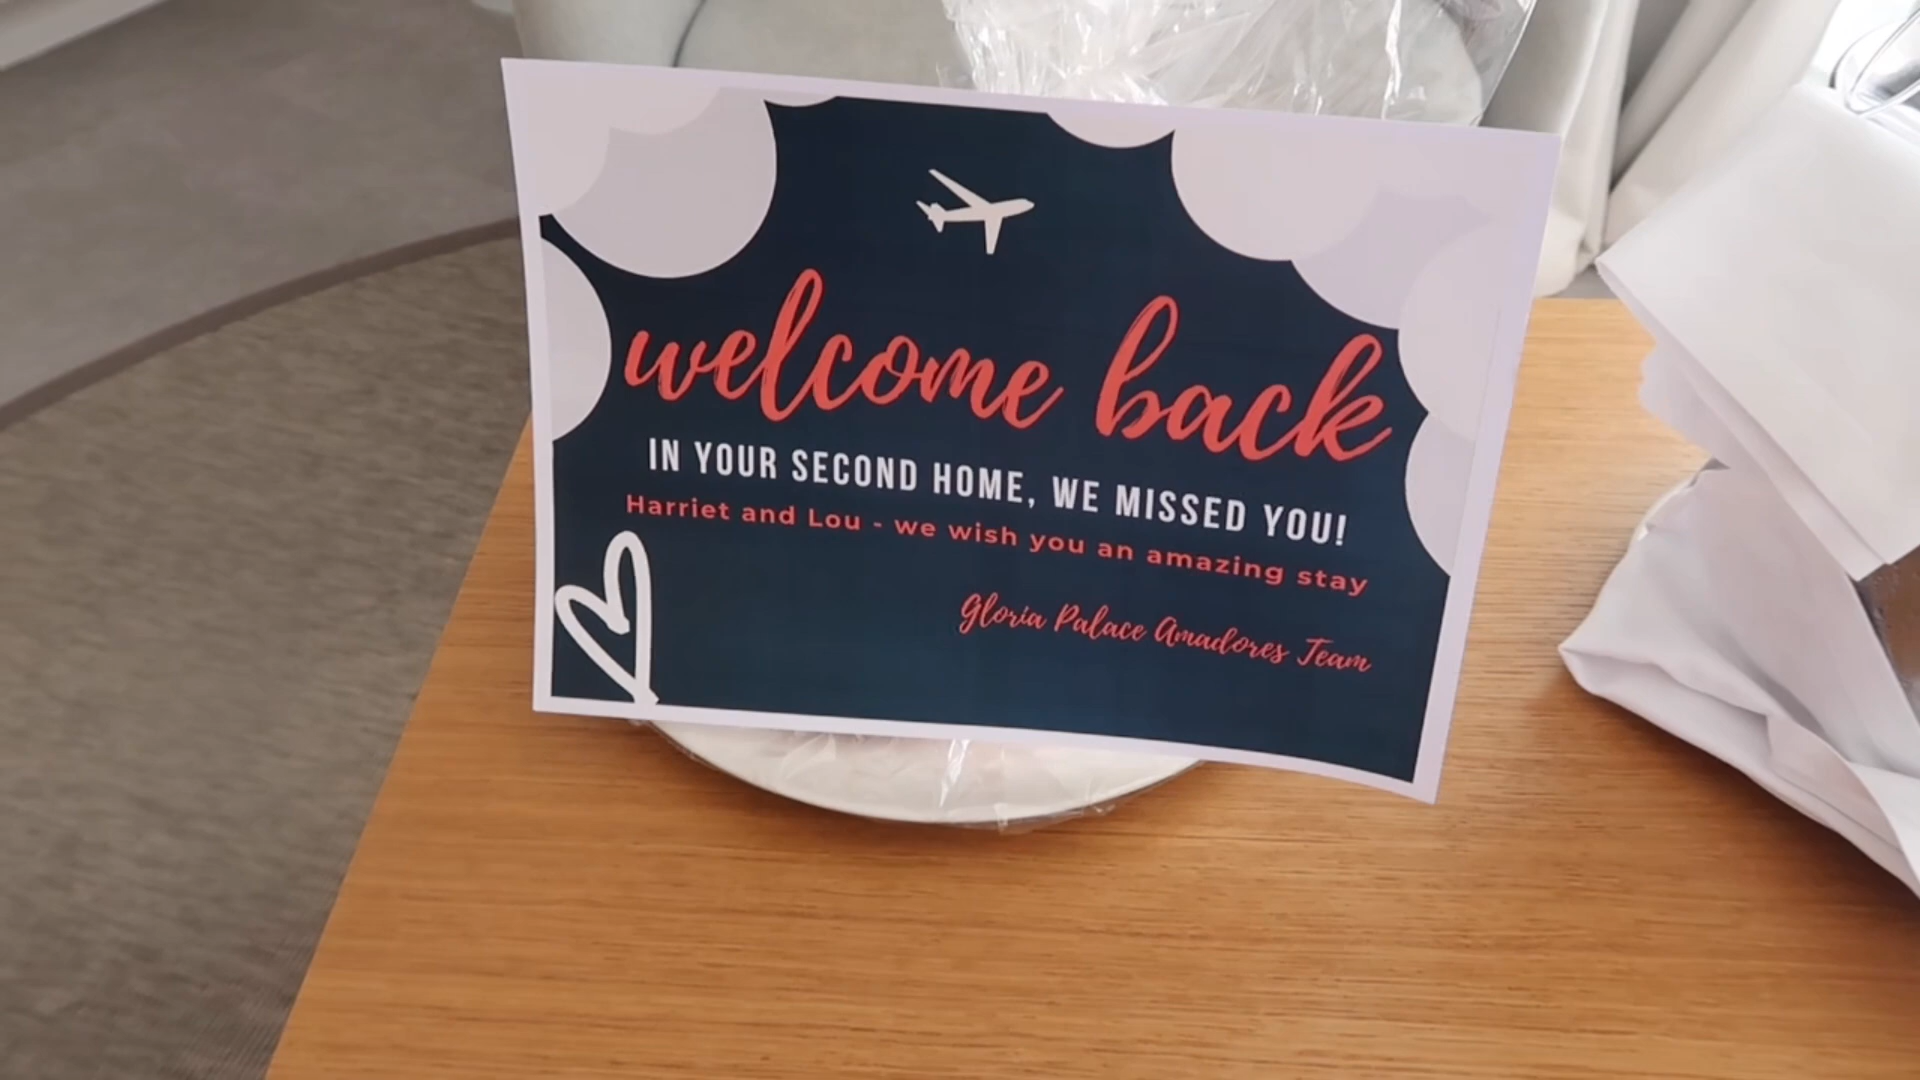 welcome back
IN YOUR SECOND HOME, WE MISSED YOU!
Harriet and Lou - we wish you an amazing stay
Gloria Palace Amadores Team